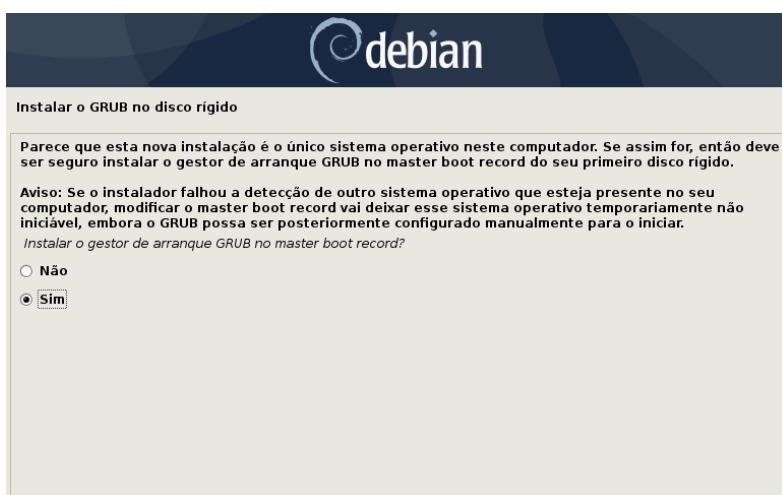 debian
Instalar o GRUB no disco rígido
Parece que esta nova instalação é o único sistema operativo neste computador. Se assim for, então deve
ser seguro instalar o gestor de arranque GRUB no master boot record do seu primeiro disco rígido.
Aviso: Se o instalador falhou a detecção de outro sistema operativo que esteja presente no seu
computador, modificar o master boot record vai deixar esse sistema operativo temporariamente não
iniciável, embora o GRUB possa ser posteriormente configurado manualmente para o iniciar.
Instalar o gestor de arranque GRUB no master boot record?
Não
Sim